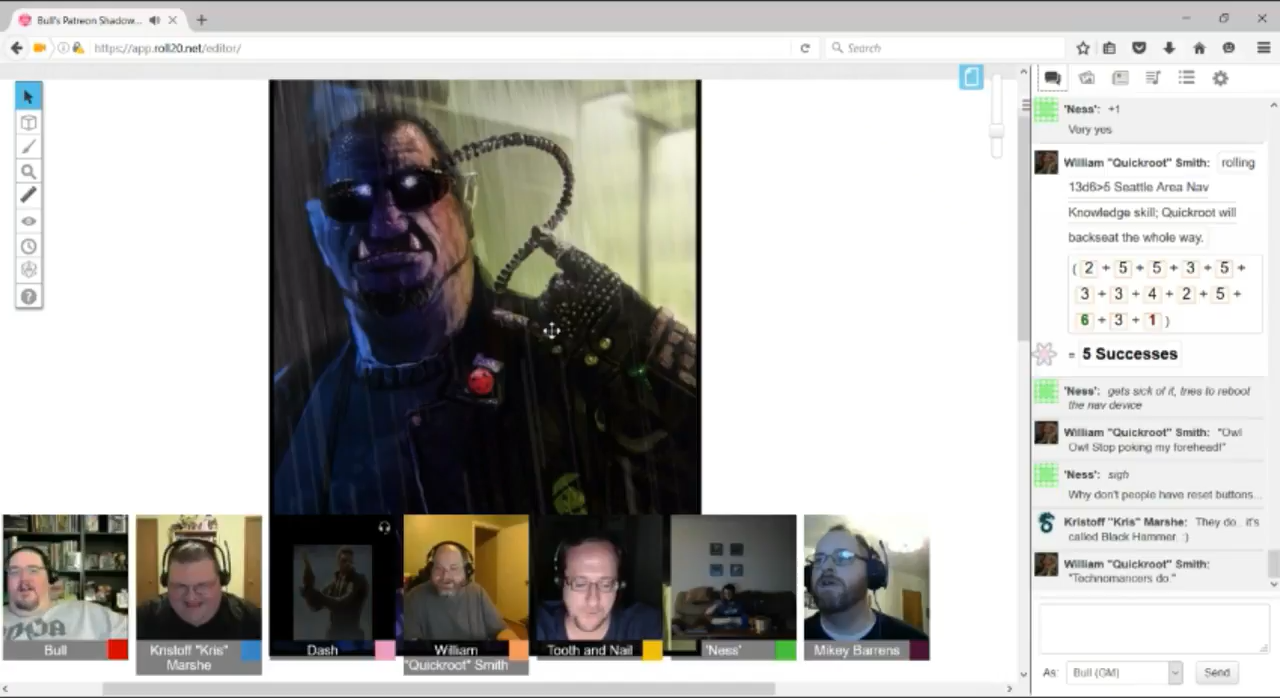 Bull's Patreon Shadow...
https://app.roll20.net/editor/
Search
'Ness': +1
Very yes
William "Quickroot" Smith: rolling
13d6>5 Seattle Area Nav
Knowledge skill; Quickroot will
backseat the whole way.
( 2 + 5 + 5 + 3 + 5 +
3 + 3 + 4 + 2 + 5 +
6 + 3 + 1 )
= 5 Successes
'Ness': gets sick of it, tries to reboot
the nav device
William "Quickroot" Smith: "Ow!
Ow! Stop poking my forehead!"
'Ness': sigh
Why don't people have reset buttons...
Kristoff "Kris" Marshe: They do.. it's
called Black Hammer. :)
William "Quickroot" Smith:
"Technomancers do."
As: Bull (GM) Send
Bull
Kristoff "Kris"
Marshe
Dash
William
"Quickroot" Smith
Tooth and Nail
'Ness'
Mikey Barrens